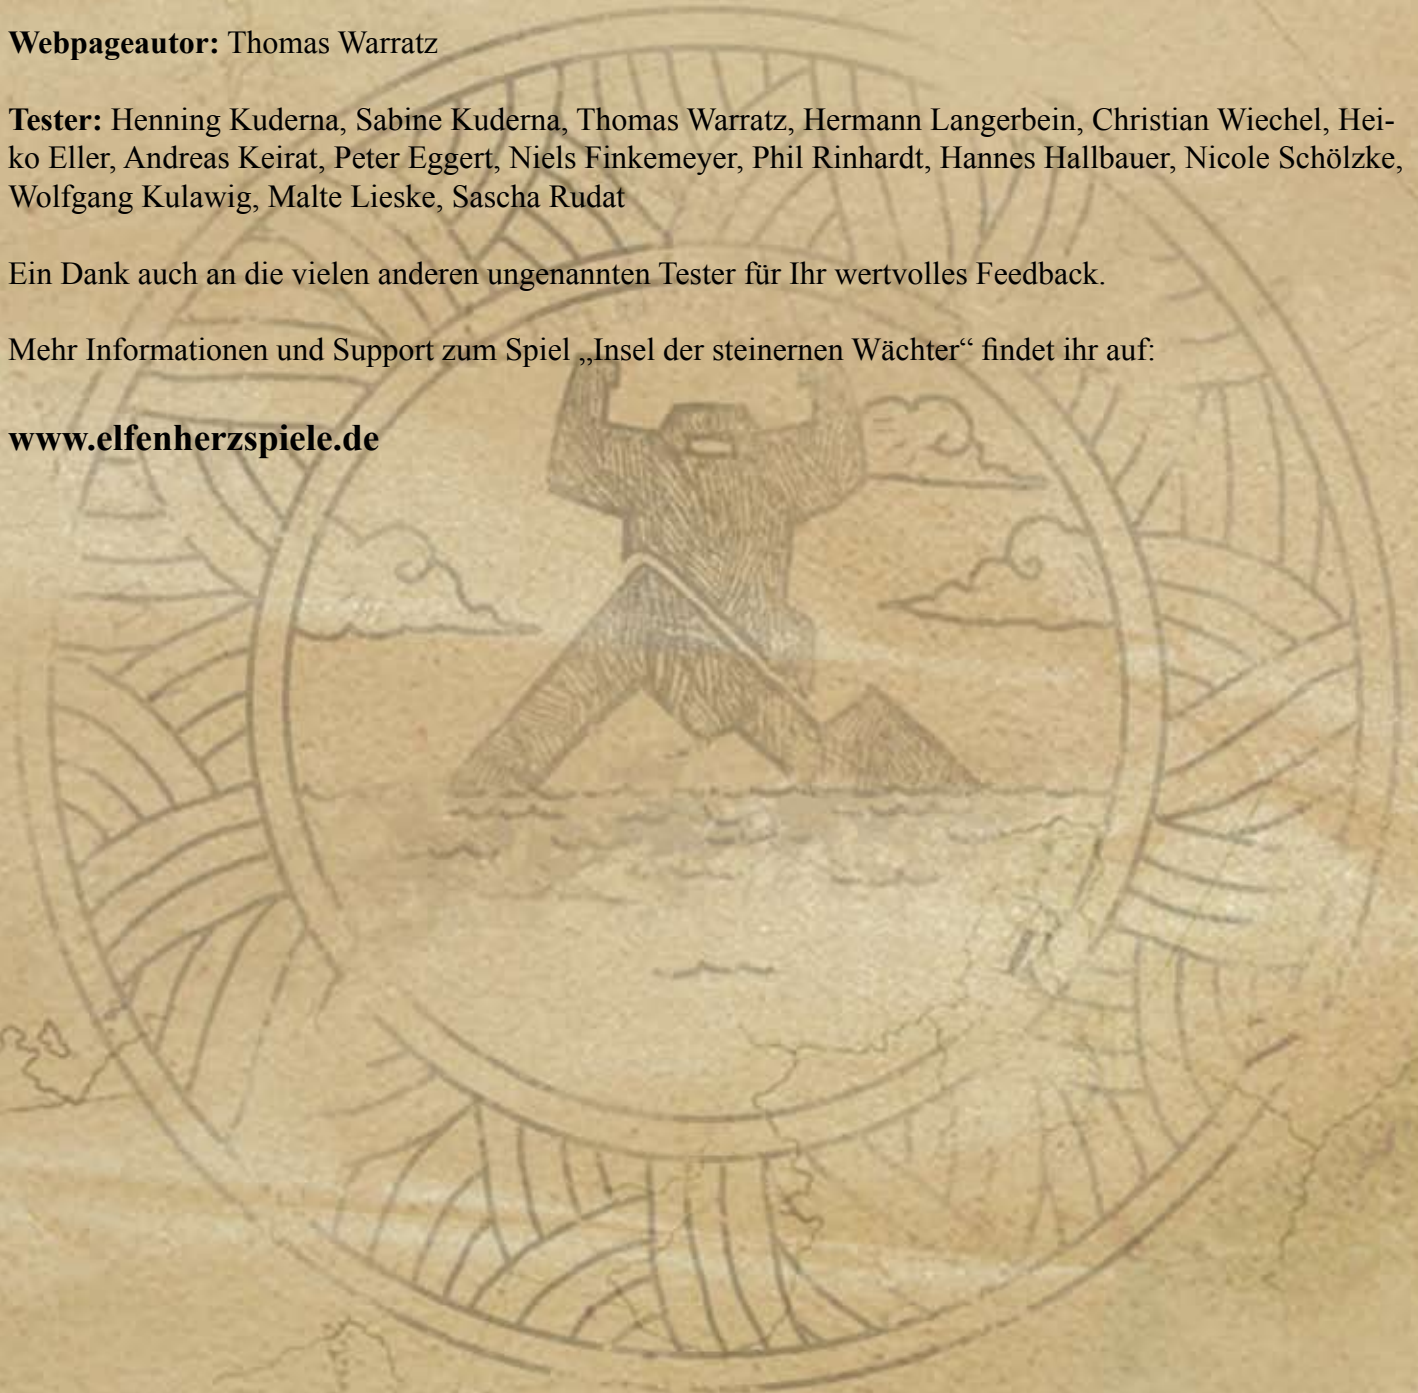 Webpageautor: Thomas Warratz
Tester: Henning Kuderna, Sabine Kuderna, Thomas Warratz, Hermann Langerbein, Christian Wiechel, Hei-
ko Eller, Andreas Keirat, Peter Eggert, Niels Finkemeyer, Phil Rinhardt, Hannes Hallbauer, Nicole Schölzke,
Wolfgang Kulawig, Malte Lieske, Sascha Rudat
Ein Dank auch an die vielen anderen ungenannten Tester für Ihr wertvolles Feedback.
Mehr Informationen und Support zum Spiel „Insel der steinernen Wächter“ findet ihr auf:
www.elfenherzspiele.de